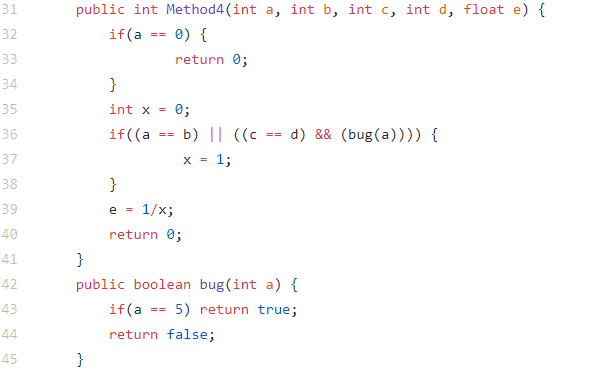 31 public int Method4(int a, int b, int c, int d, float e) {
32 if(a == 0) {
33 return 0;
34 }
35 int x = 0;
36 if((a == b) || ((c == d) && (bug(a)))) {
37 x = 1;
38 }
39 e = 1/x;
40 return 0;
41 }
42 public boolean bug(int a) {
43 if(a == 5) return true;
44 return false;
45 }